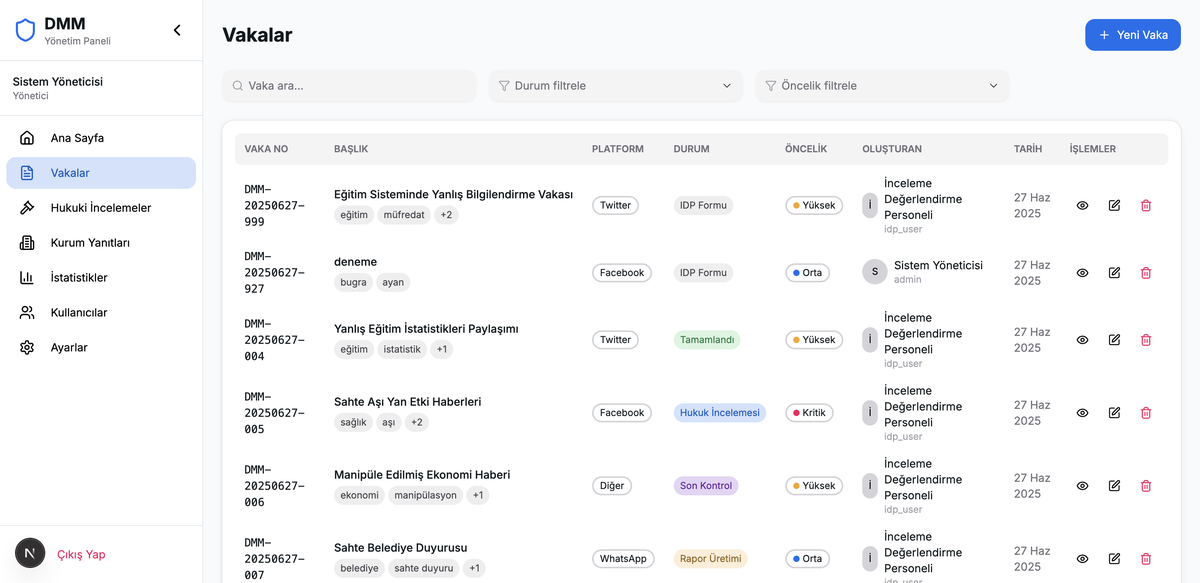 DMM
Yönetim Paneli
Sistem Yöneticisi
Yönetici
Ana Sayfa
Vakalar
Hukuki İncelemeler
Kurum Yanıtları
İstatistikler
Kullanıcılar
Ayarlar
N
Çıkış Yap
Vakalar
Yeni Vaka
Vaka ara...
Durum filtrele
Öncelik filtrele
VAKA NO BAŞLIK PLATFORM DURUM ÖNCELİK OLUŞTURAN TARİH İŞLEMLER
DMM-
20250627-
999
Eğitim Sisteminde Yanlış Bilgilendirme Vakası
eğitim müfredat +2
Twitter
IDP Formu
Yüksek
İ
İnceleme
Değerlendirme
Personeli
idp_user
27 Haz
2025
DMM-
20250627-
927
deneme
bugra ayan
Facebook
IDP Formu
Orta
S
Sistem Yöneticisi
admin
27 Haz
2025
DMM-
20250627-
004
Yanlış Eğitim İstatistikleri Paylaşımı
eğitim istatistik +1
Twitter
Tamamlandı
Yüksek
İ
İnceleme
Değerlendirme
Personeli
idp_user
27 Haz
2025
DMM-
20250627-
005
Sahte Aşı Yan Etki Haberleri
sağlık aşı +2
Facebook
Hukuk İncelemesi
Kritik
İ
İnceleme
Değerlendirme
Personeli
idp_user
27 Haz
2025
DMM-
20250627-
006
Manipüle Edilmiş Ekonomi Haberi
ekonomi manipülasyon +1
Diğer
Son Kontrol
Yüksek
İ
İnceleme
Değerlendirme
Personeli
idp_user
27 Haz
2025
DMM-
20250627-
007
Sahte Belediye Duyurusu
belediye sahte duyuru +1
WhatsApp
Rapor Üretimi
Orta
İ
İnceleme
Değerlendirme
Personeli
idp_user
27 Haz
2025